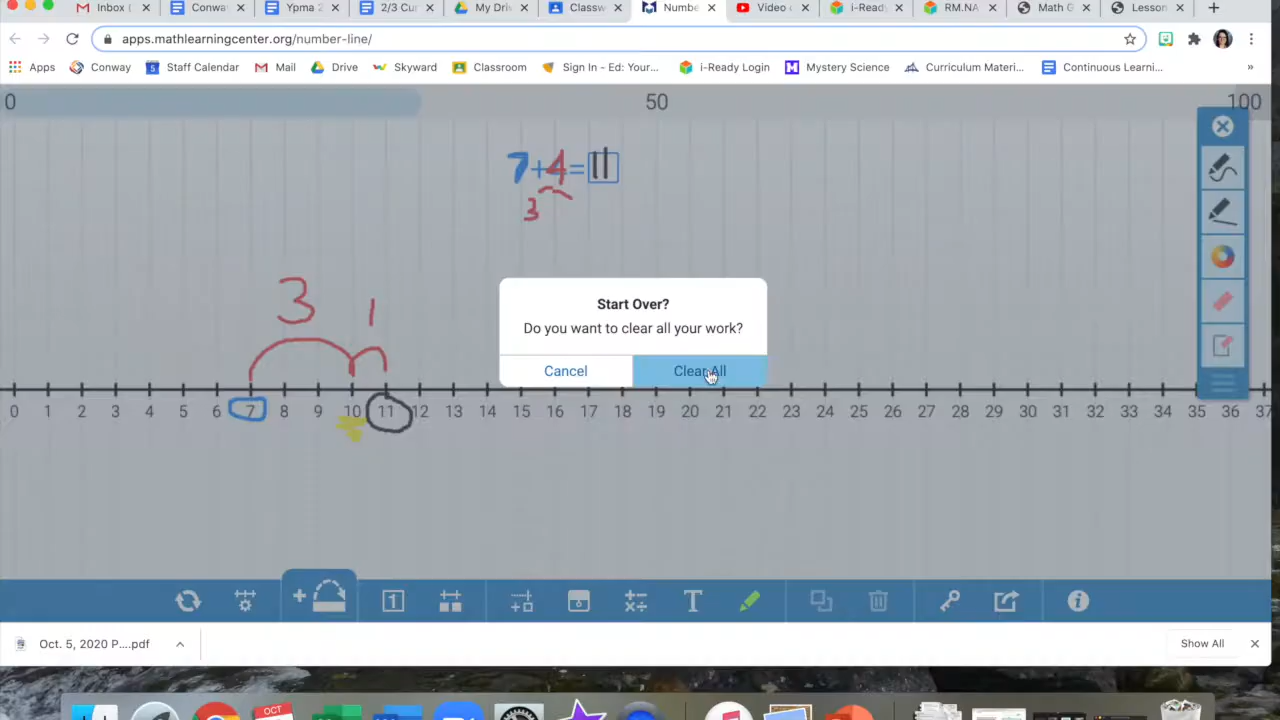 Inbox (
Conwa
Ypma 2
2/3 Cur
My Driv
Classw
Numbe
Video c
i-Ready
RM.NA
Math G
Lesson
apps.mathlearningcenter.org/number-line/
Apps
Conway
Staff Calendar
Mail
Drive
Skyward
Classroom
Sign In - Ed: Your...
i-Ready Login
Mystery Science
Curriculum Materi...
Continuous Learni...
»
0 50 100
7+4=11
3
3 1
Start Over?
Do you want to clear all your work?
Cancel Clear All
0 1 2 3 4 5 6 7 8 9 10 11 12 13 14 15 16 17 18 19 20 21 22 23 24 25 26 27 28 29 30 31 32 33 34 35 36 37
1
T
Oct. 5, 2020 P....pdf
Show All
OCT